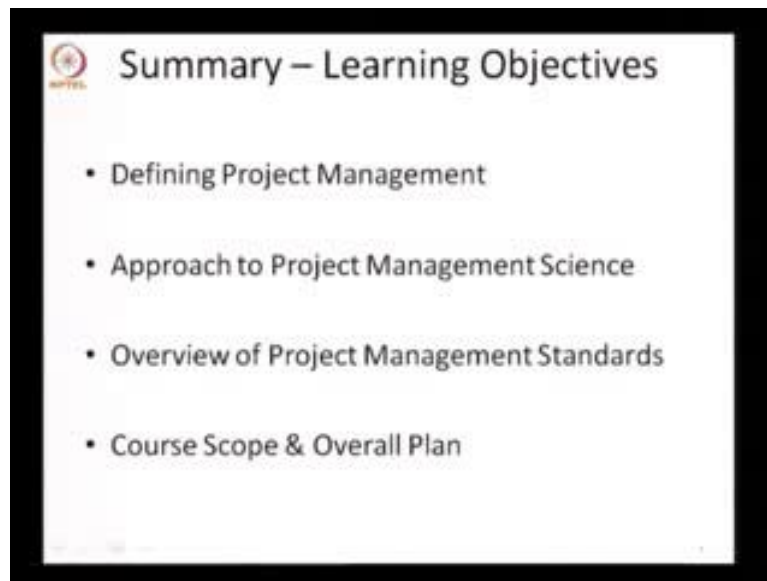 NPTEL
Summary – Learning Objectives
• Defining Project Management
• Approach to Project Management Science
• Overview of Project Management Standards
• Course Scope & Overall Plan